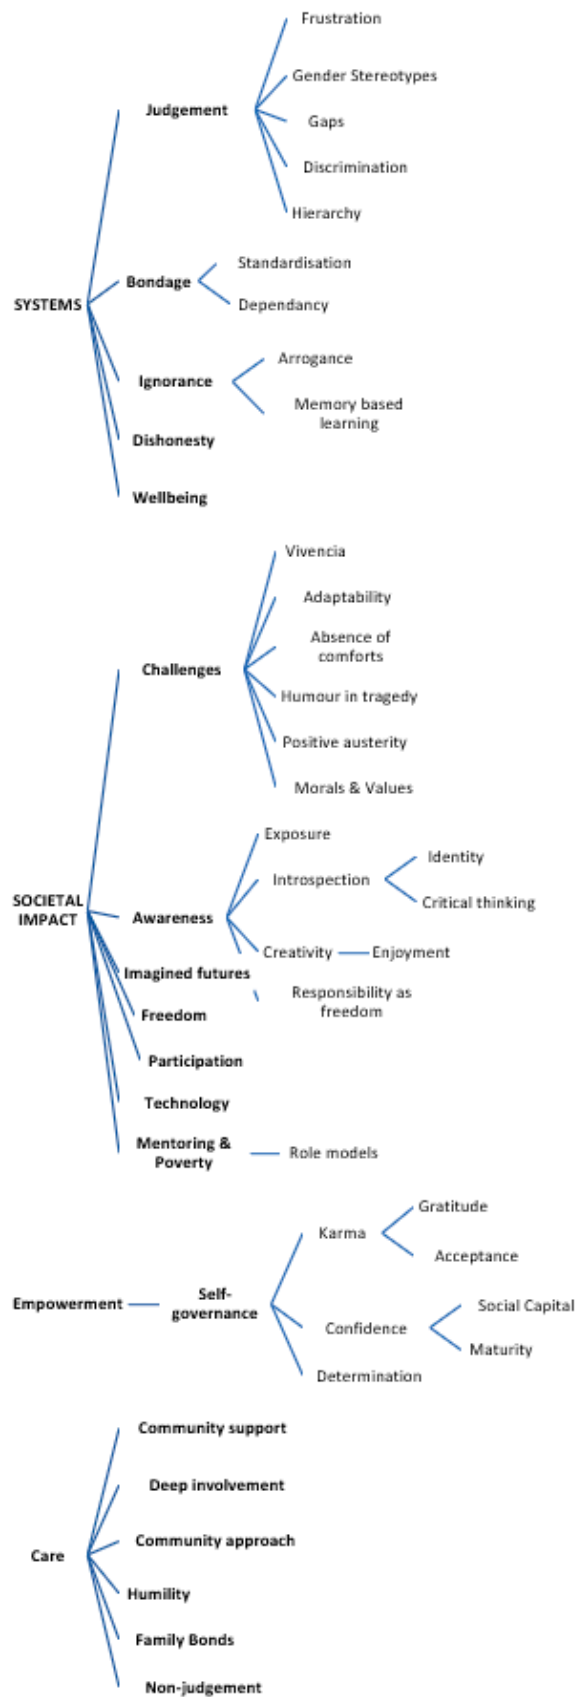 Frustration
Gender Stereotypes
Judgement
Gaps
Discrimination
Hierarchy
Standardisation
Bondage
SYSTEMS
Dependancy
Arrogance
Ignorance
Memory based
learning
Dishonesty
Wellbeing
Vivencia
Adaptability
Absence of
comforts
Challenges
Humour in tragedy
Positive austerity
Morals & Values
Exposure
Identity
Introspection
SOCIETAL
IMPACT
Critical thinking
Awareness
Creativity
Enjoyment
Imagined futures
Responsibility as
freedom
Freedom
Participation
Technology
Mentoring &
Poverty
Role models
Gratitude
Karma
Acceptance
Empowerment
Self-
governance
Social Capital
Confidence
Maturity
Determination
Community support
Deep involvement
Community approach
Care
Humility
Family Bonds
Non-judgement